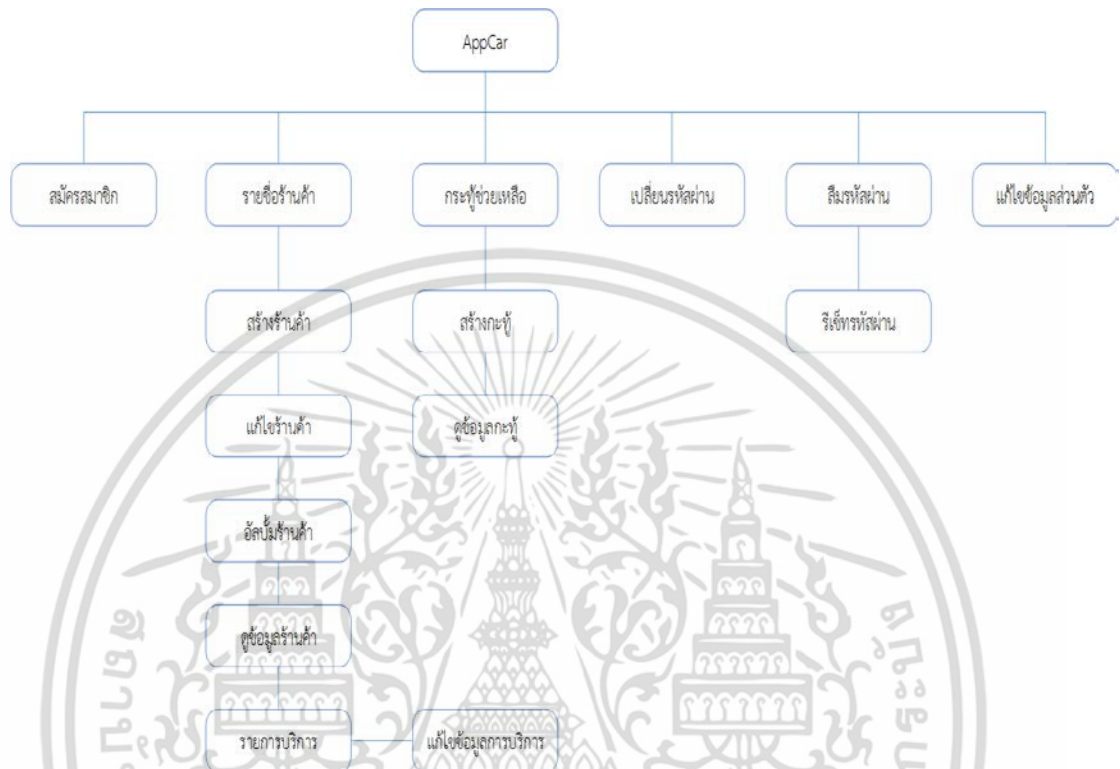 AppCar
สมัครสมาชิก
รายชื่อร้านค้า
กระทู้ช่วยเหลือ
เปลี่ยนรหัสผ่าน
ลืมรหัสผ่าน
แก้ไขข้อมูลส่วนตัว
สร้างร้านค้า
สร้างกะทู้
รีเซ็ทรหัสผ่าน
แก้ไขร้านค้า
ดูข้อมูลกะทู้
อัลบั้มร้านค้า
ดูข้อมูลร้านค้า
รายการบริการ
แก้ไขข้อมูลการบริการ